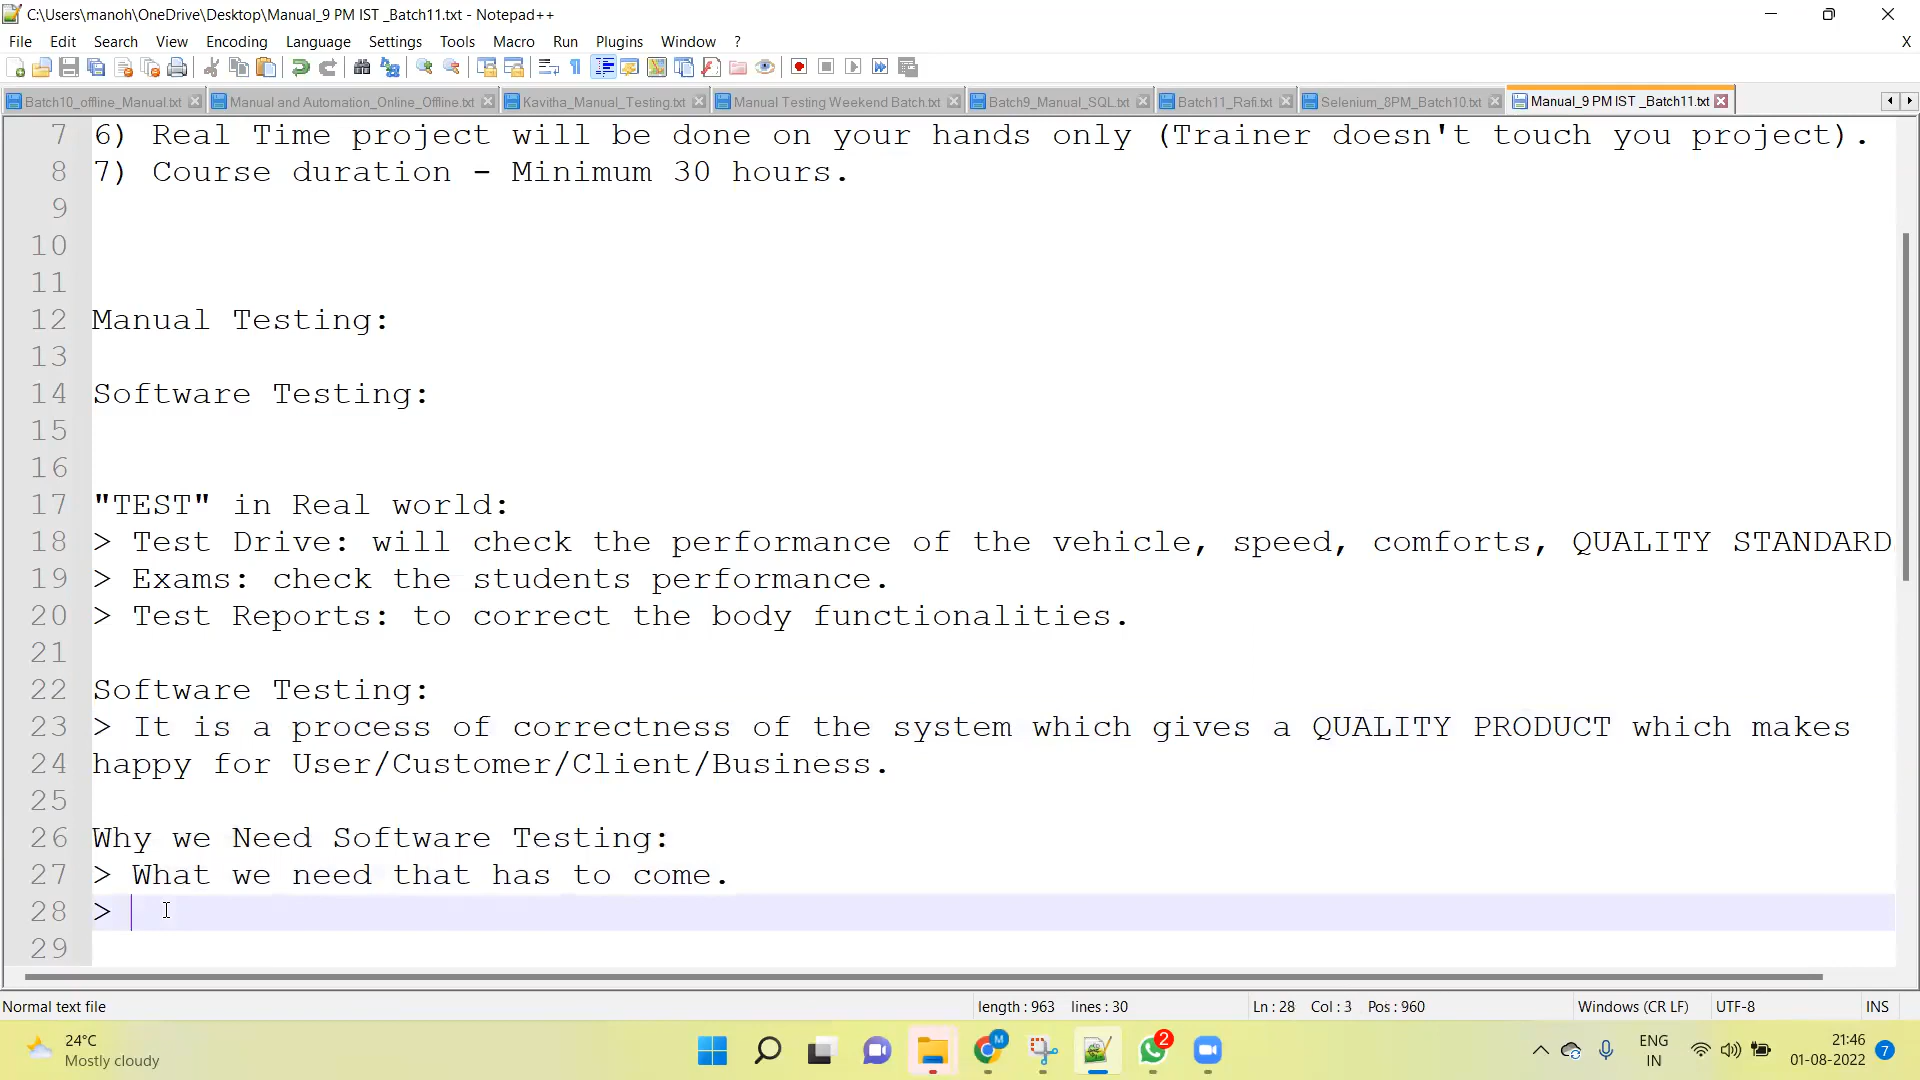 C:\Users\manoh\OneDrive\Desktop\Manual_9 PM IST _Batch11.txt - Notepad++
File Edit Search View Encoding Language Settings Tools Macro Run Plugins Window ? X
Batch10_offline_Manual.txt Manual and Automation_Online_Offline.txt Kavitha_Manual_Testing.txt Manual Testing Weekend Batch.txt Batch9_Manual_SQL.txt Batch11_Rafi.txt Selenium_8PM_Batch10.txt Manual_9 PM IST _Batch11.txt
7 6) Real Time project will be done on your hands only (Trainer doesn't touch you project).
8 7) Course duration - Minimum 30 hours.
9
10
11
12 Manual Testing:
13
14 Software Testing:
15
16
17 "TEST" in Real world:
18 > Test Drive: will check the performance of the vehicle, speed, comforts, QUALITY STANDARD
19 > Exams: check the students performance.
20 > Test Reports: to correct the body functionalities.
21
22 Software Testing:
23 > It is a process of correctness of the system which gives a QUALITY PRODUCT which makes
24 happy for User/Customer/Client/Business.
25
26 Why we Need Software Testing:
27 > What we need that has to come.
28 >
29
Normal text file length : 963 lines : 30 Ln : 28 Col : 3 Pos : 960 Windows (CR LF) UTF-8 INS
24°C
Mostly cloudy
M
2
ENG
IN
21:46
01-08-2022
7